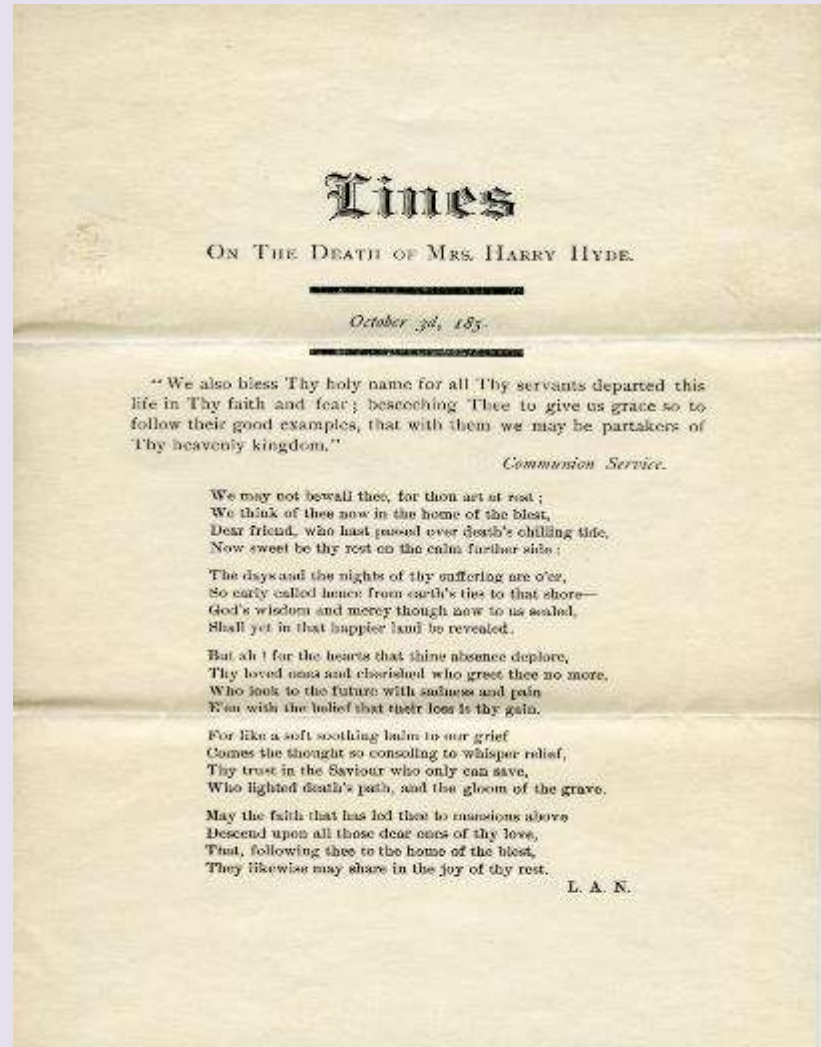 Lines
ON THE DEATH OF MRS. HARRY HYDE.
October 3d, 185-
"We also bless Thy holy name for all Thy servants departed this
life in Thy faith and fear; beseeching Thee to give us grace so to
follow their good examples, that with them we may be partakers of
Thy heavenly kingdom."
Communion Service.
We may not bewail thee, for thou art at rest;
We think of thee now in the home of the blest,
Dear friend, who hast passed over death's chilling tide,
Now sweet be thy rest on the calm further side:
The days and the nights of thy suffering are o'er,
So early called hence from earth's ties to that shore—
God's wisdom and mercy though now to us sealed,
Shall yet in that happier land be revealed.
But ah! for the hearts that thine absence deplore,
Thy loved ones and cherished who greet thee no more,
Who look to the future with sadness and pain
E'en with the belief that their loss is thy gain.
For like a soft soothing balm to our grief
Comes the thought so consoling to whisper relief,
Thy trust in the Saviour who only can save,
Who lighted death's path, and the gloom of the grave.
May the faith that has led thee to mansions above
Descend upon all those dear ones of thy love,
That, following thee to the home of the blest,
They likewise may share in the joy of thy rest.
L. A. N.